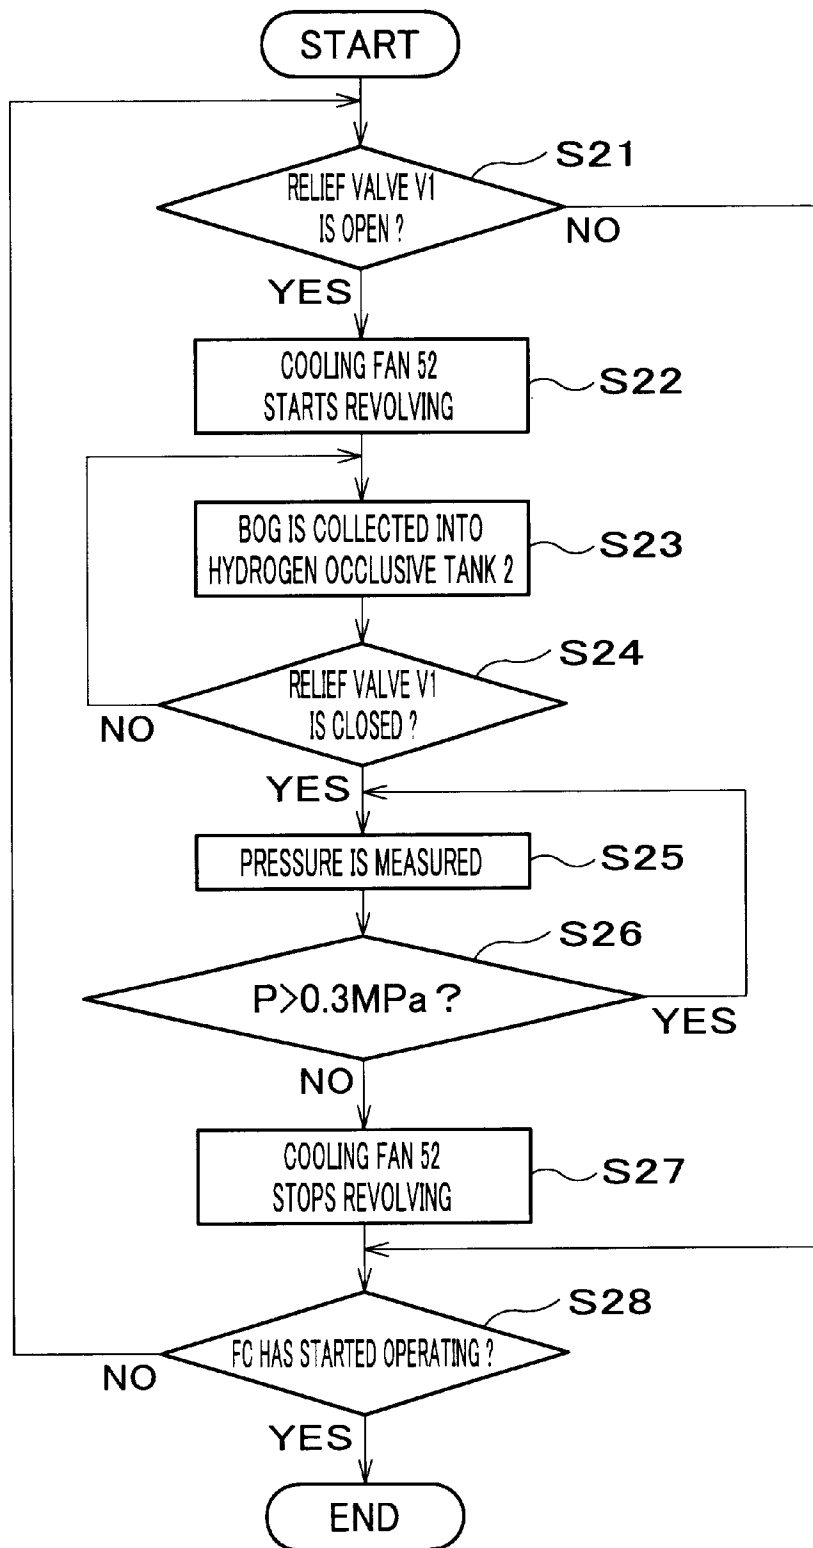 START
S21
RELIEF VALVE V1
IS OPEN ?
NO
YES
COOLING FAN 52
STARTS REVOLVING
S22
BOG IS COLLECTED INTO
HYDROGEN OCCLUSIVE TANK 2
S23
S24
RELIEF VALVE V1
IS CLOSED ?
NO
YES
PRESSURE IS MEASURED
S25
S26
P>0.3MPa ?
YES
NO
COOLING FAN 52
STOPS REVOLVING
S27
S28
FC HAS STARTED OPERATING ?
NO
YES
END